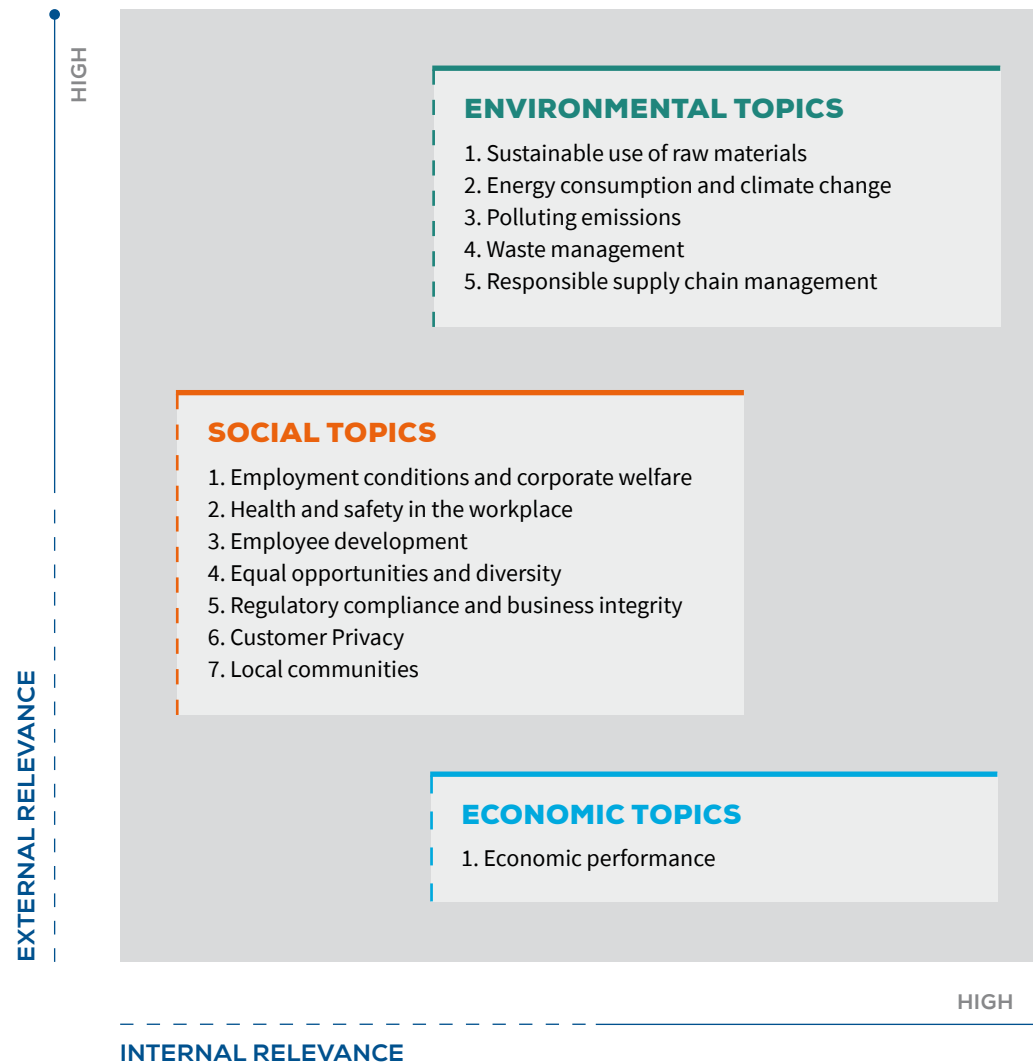 HIGH
ENVIRONMENTAL TOPICS
1. Sustainable use of raw materials
2. Energy consumption and climate change
3. Polluting emissions
4. Waste management
5. Responsible supply chain management
SOCIAL TOPICS
1. Employment conditions and corporate welfare
2. Health and safety in the workplace
3. Employee development
4. Equal opportunities and diversity
5. Regulatory compliance and business integrity
6. Customer Privacy
7. Local communities
EXTERNAL RELEVANCE
ECONOMIC TOPICS
1. Economic performance
HIGH
INTERNAL RELEVANCE